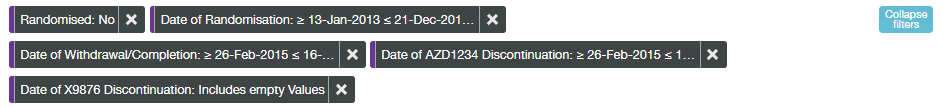 Randomised: No
Date of Randomisation: ≥ 13-Jan-2013 ≤ 21-Dec-201...
Collapse filters
Date of Withdrawal/Completion: ≥ 26-Feb-2015 ≤ 16-...
Date of AZD1234 Discontinuation: ≥ 26-Feb-2015 ≤ 1...
Date of X9876 Discontinuation: Includes empty Values